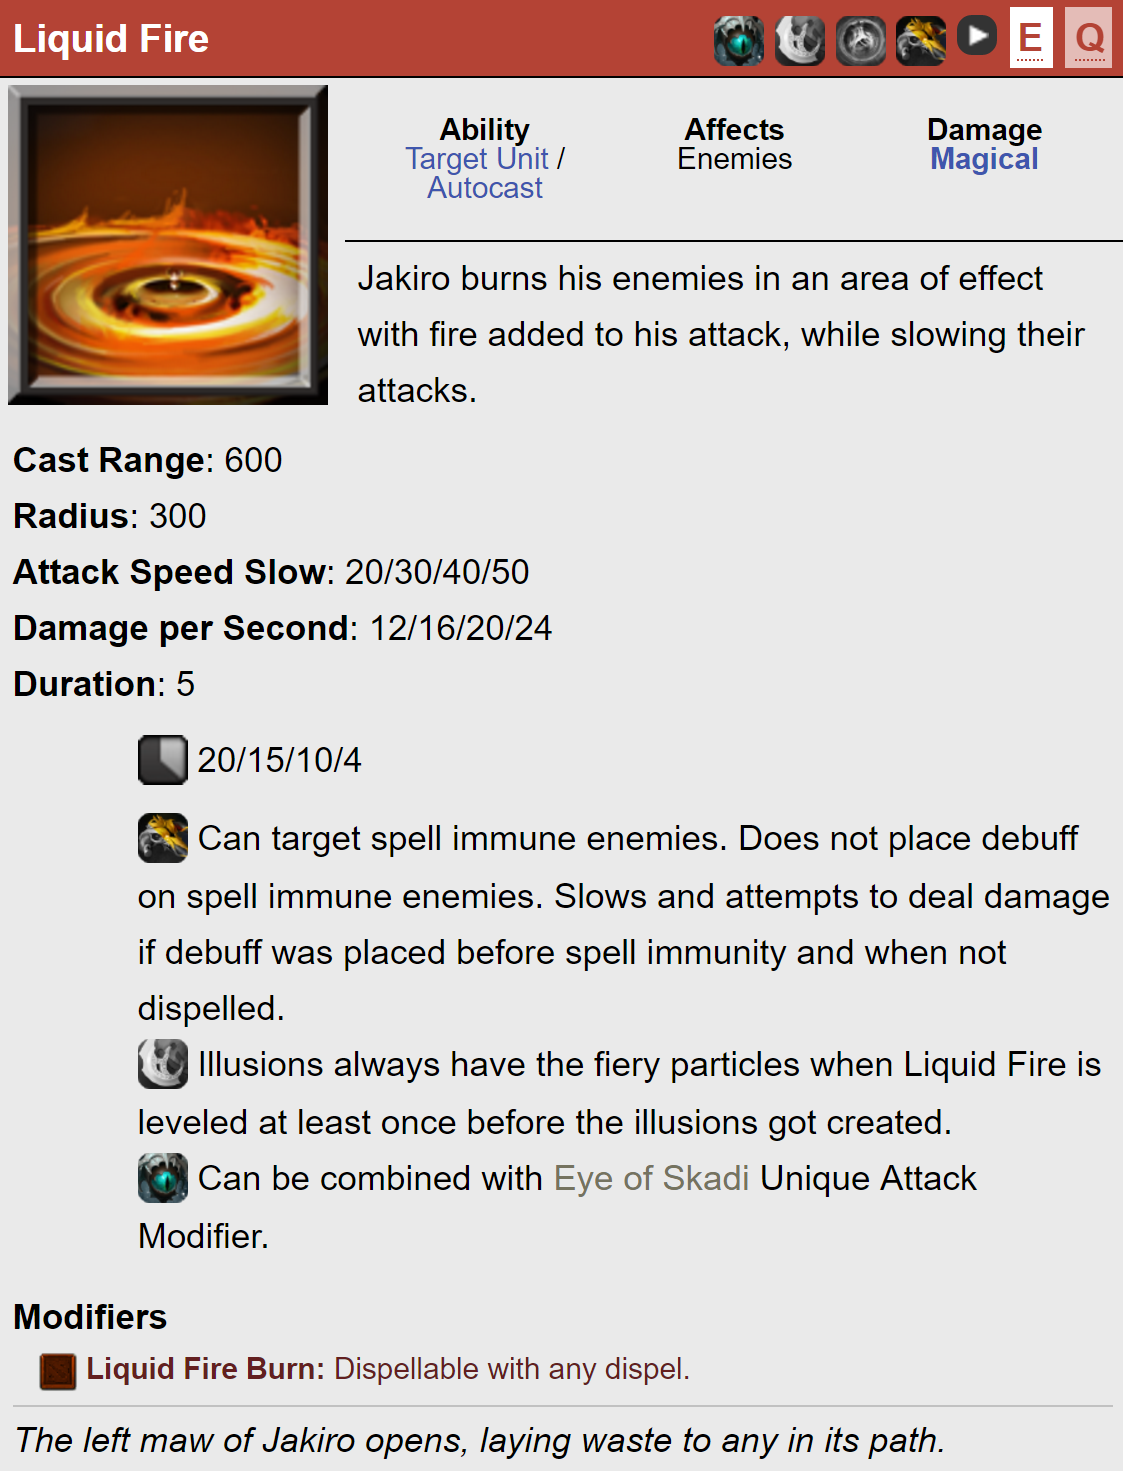 Liquid Fire E Q
Ability Affects Damage
Target Unit / Enemies Magical
Autocast
Jakiro burns his enemies in an area of effect
with fire added to his attack, while slowing their
attacks.
Cast Range: 600
Radius: 300
Attack Speed Slow: 20/30/40/50
Damage per Second: 12/16/20/24
Duration: 5
20/15/10/4
Can target spell immune enemies. Does not place debuff
on spell immune enemies. Slows and attempts to deal damage
if debuff was placed before spell immunity and when not
dispelled.
Illusions always have the fiery particles when Liquid Fire is
leveled at least once before the illusions got created.
Can be combined with Eye of Skadi Unique Attack
Modifier.
Modifiers
Liquid Fire Burn: Dispellable with any dispel.
The left maw of Jakiro opens, laying waste to any in its path.